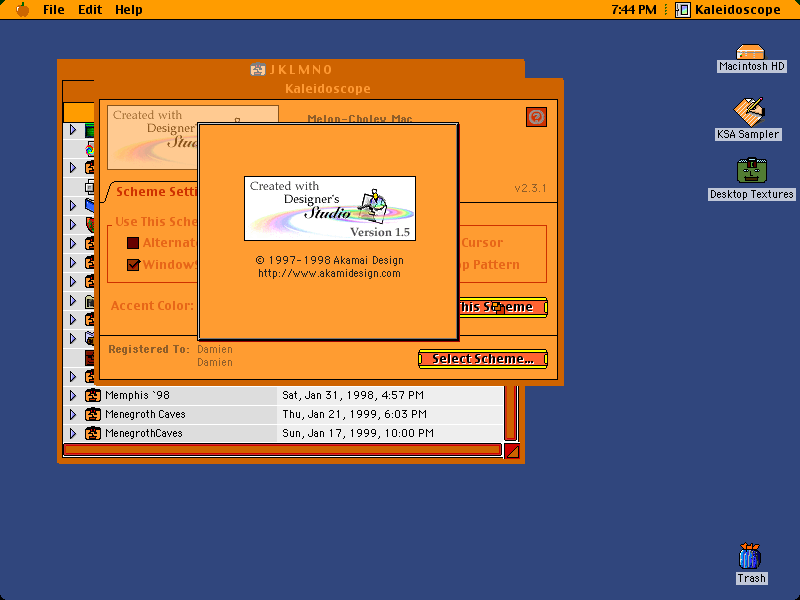 File Edit Help
7:44 PM Kaleidoscope
JKLMNO
Kaleidoscope
Macintosh HD
KSA Sampler
Desktop Textures
Created with
Designer's
Melon-Choley Mac
v2.3.1
Scheme Setti
Use This Sche
Alternat
Window
Cursor
p Pattern
Accent Color:
his Scheme
Created with
Designer's
Studio
Version 1.5
© 1997-1998 Akamai Design
http://www.akamidesign.com
Registered To: Damien
Damien
Select Scheme...
Memphis `98 Sat, Jan 31, 1998, 4:57 PM
Menegroth Caves Thu, Jan 21, 1999, 6:03 PM
MenegrothCaves Sun, Jan 17, 1999, 10:00 PM
Trash